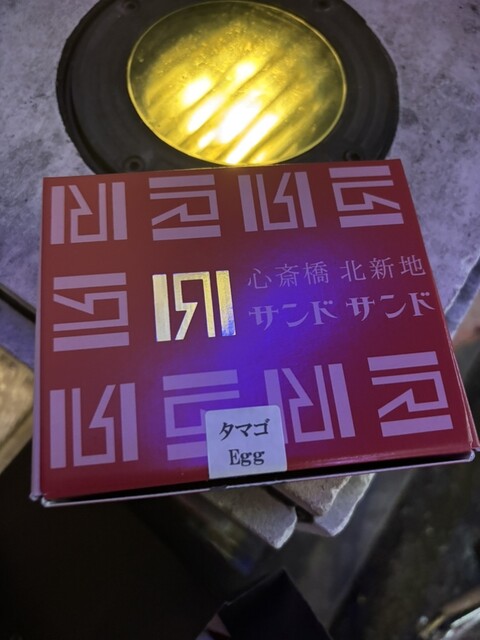 心斎橋 北新地
サンドサンド
タマゴ
Egg